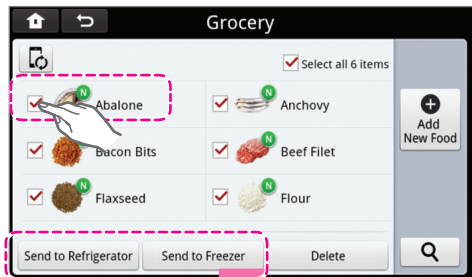 Grocery
Select all 6 items
N Abalone
N Anchovy
Bacon Bits
N Beef Filet
N Flaxseed
N Flour
Add
New Food
Send to Refrigerator
Send to Freezer
Delete